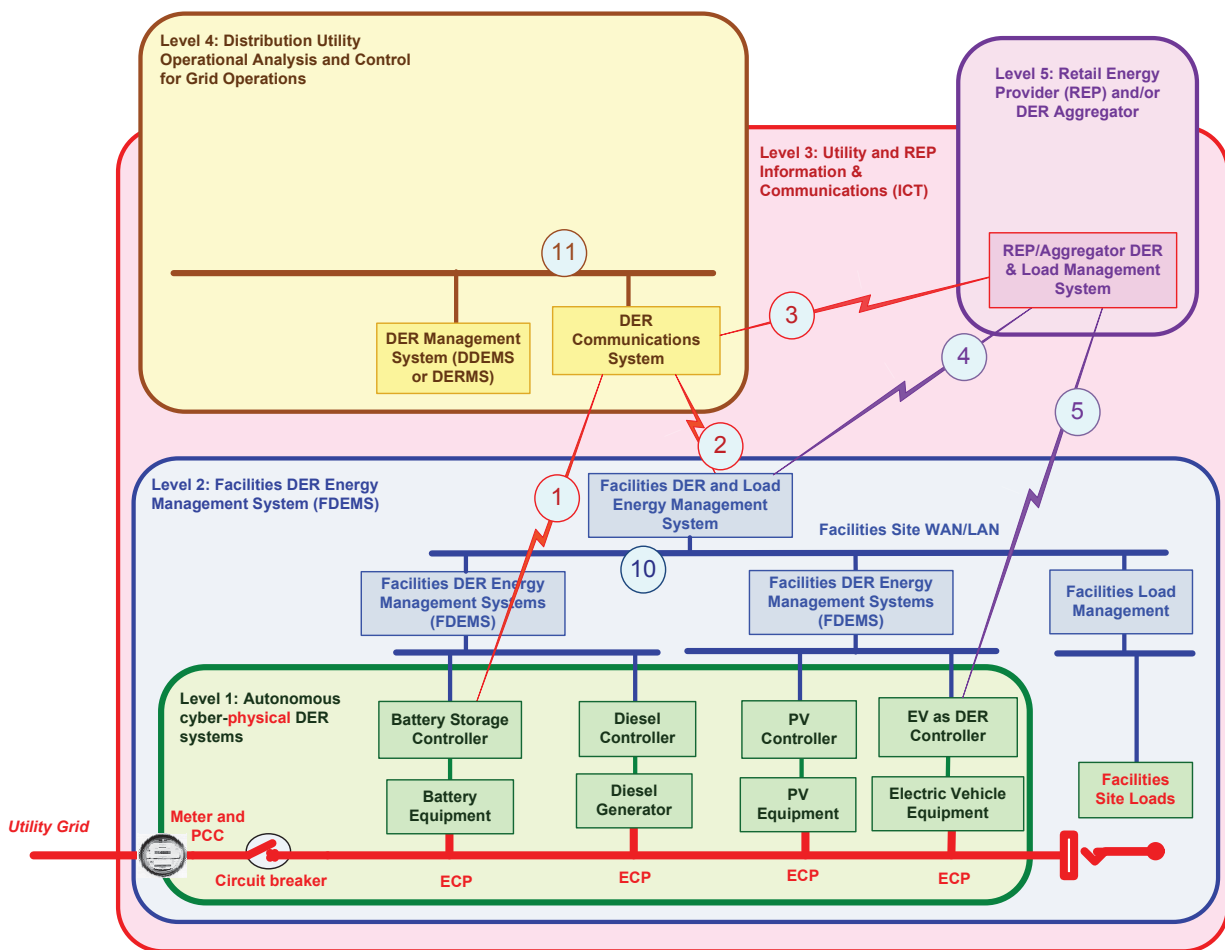 Level 4: Distribution Utility
Operational Analysis and Control
for Grid Operations
Level 5: Retail Energy
Provider (REP) and/or
DER Aggregator
Level 3: Utility and REP
Information &
Communications (ICT)
11
REP/Aggregator DER
& Load Management
System
3
DER Management
System (DDEMS
or DERMS)
DER
Communications
System
4
5
2
1
Level 2: Facilities DER Energy
Management System (FDEMS)
Facilities DER and Load
Energy Management
System
Facilities Site WAN/LAN
10
Facilities DER Energy
Management Systems
(FDEMS)
Facilities DER Energy
Management Systems
(FDEMS)
Facilities Load
Management
Level 1: Autonomous
cyber-physical DER
systems
Battery Storage
Controller
Diesel
Controller
PV
Controller
EV as DER
Controller
Battery
Equipment
Diesel
Generator
PV
Equipment
Electric Vehicle
Equipment
Facilities
Site Loads
Utility Grid
Meter and
PCC
Circuit breaker
ECP
ECP
ECP
ECP